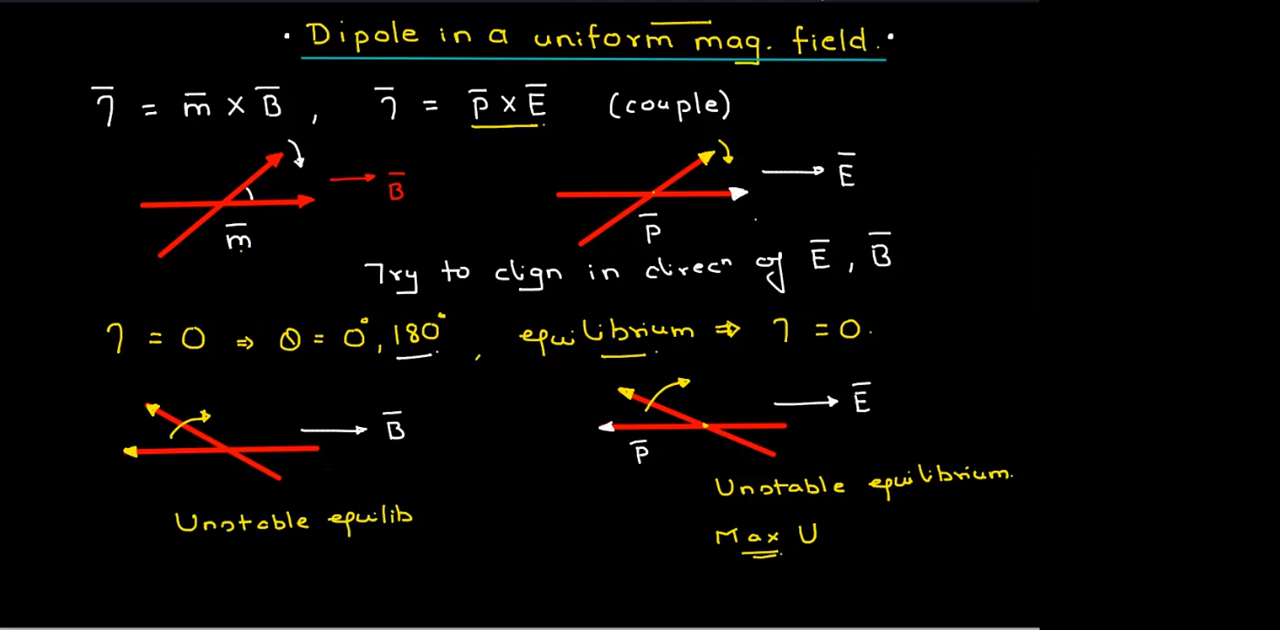 . Dipole in a uniform mag. field. .
τ̅ = m̅ × B̅ , τ̅ = P̅ × E̅ (couple)
B̅
E̅
m̅
P̅
Try to align in direcⁿ of E̅ , B̅
τ = 0 ⇒ θ = 0°, 180° , equilibrium ⇒ τ = 0.
B̅
E̅
P̅
Unstable equilib
Unstable equilibrium.
Max U